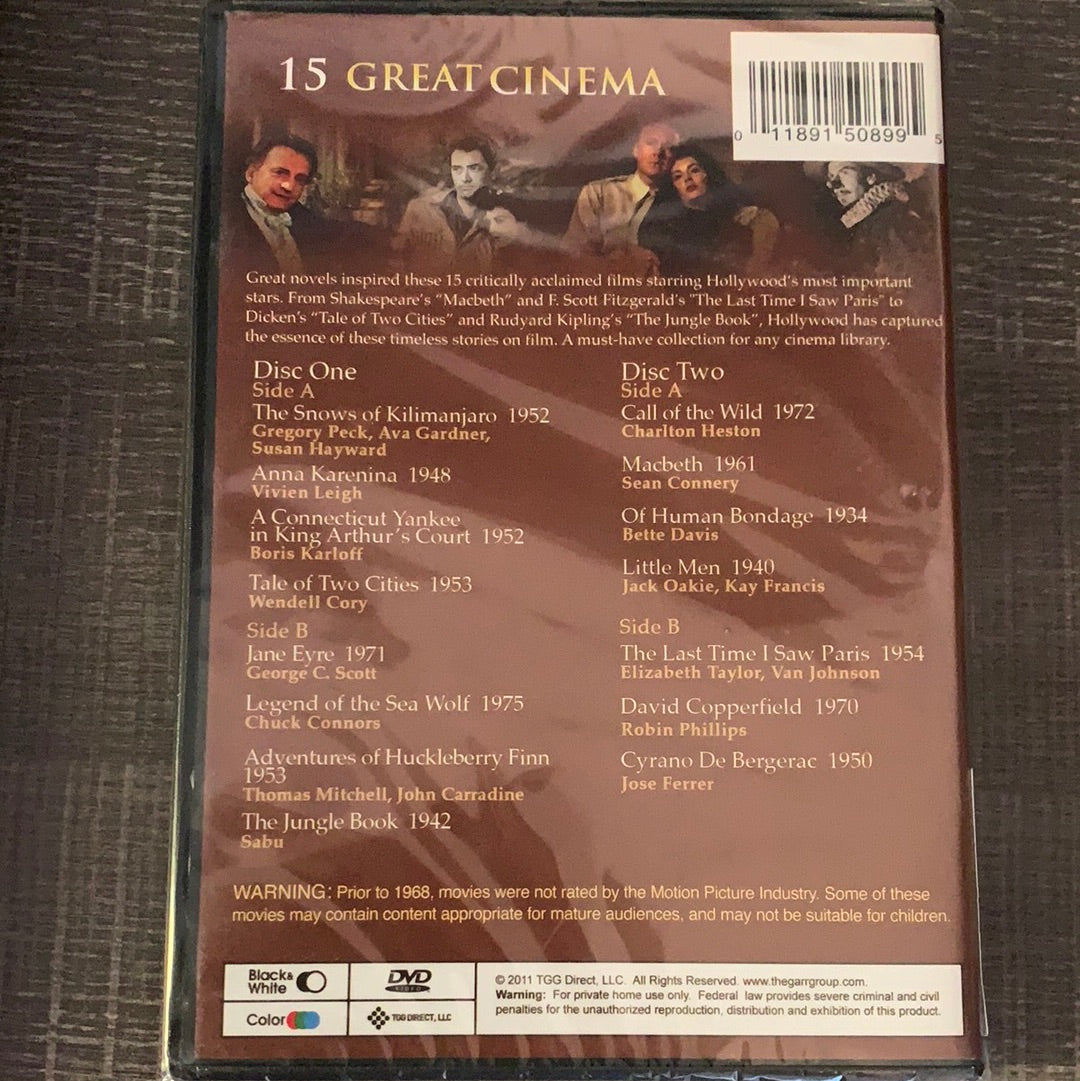 15 GREAT CINEMA
0 11891 50899 5
Great novels inspired these 15 critically acclaimed films starring Hollywood's most important
stars. From Shakespeare's "Macbeth" and F. Scott Fitzgerald's "The Last Time I Saw Paris" to
Dicken's "Tale of Two Cities" and Rudyard Kipling's "The Jungle Book", Hollywood has captured
the essence of these timeless stories on film. A must-have collection for any cinema library.
Disc One
Side A
The Snows of Kilimanjaro 1952
Gregory Peck, Ava Gardner,
Susan Hayward
Anna Karenina 1948
Vivien Leigh
A Connecticut Yankee
in King Arthur's Court 1952
Boris Karloff
Tale of Two Cities 1953
Wendell Cory
Side B
Jane Eyre 1971
George C. Scott
Legend of the Sea Wolf 1975
Chuck Connors
Adventures of Huckleberry Finn
1953
Thomas Mitchell, John Carradine
The Jungle Book 1942
Sabu
Disc Two
Side A
Call of the Wild 1972
Charlton Heston
Macbeth 1961
Sean Connery
Of Human Bondage 1934
Bette Davis
Little Men 1940
Jack Oakie, Kay Francis
Side B
The Last Time I Saw Paris 1954
Elizabeth Taylor, Van Johnson
David Copperfield 1970
Robin Phillips
Cyrano De Bergerac 1950
Jose Ferrer
WARNING: Prior to 1968, movies were not rated by the Motion Picture Industry. Some of these
movies may contain content appropriate for mature audiences, and may not be suitable for children.
Black&
White
Color
DVD
VIDEO
TGG DIRECT, LLC
© 2011 TGG Direct, LLC. All Rights Reserved. www.thegarrgroup.com.
Warning: For private home use only. Federal law provides severe criminal and civil
penalties for the unauthorized reproduction, distribution and exhibition of this product.